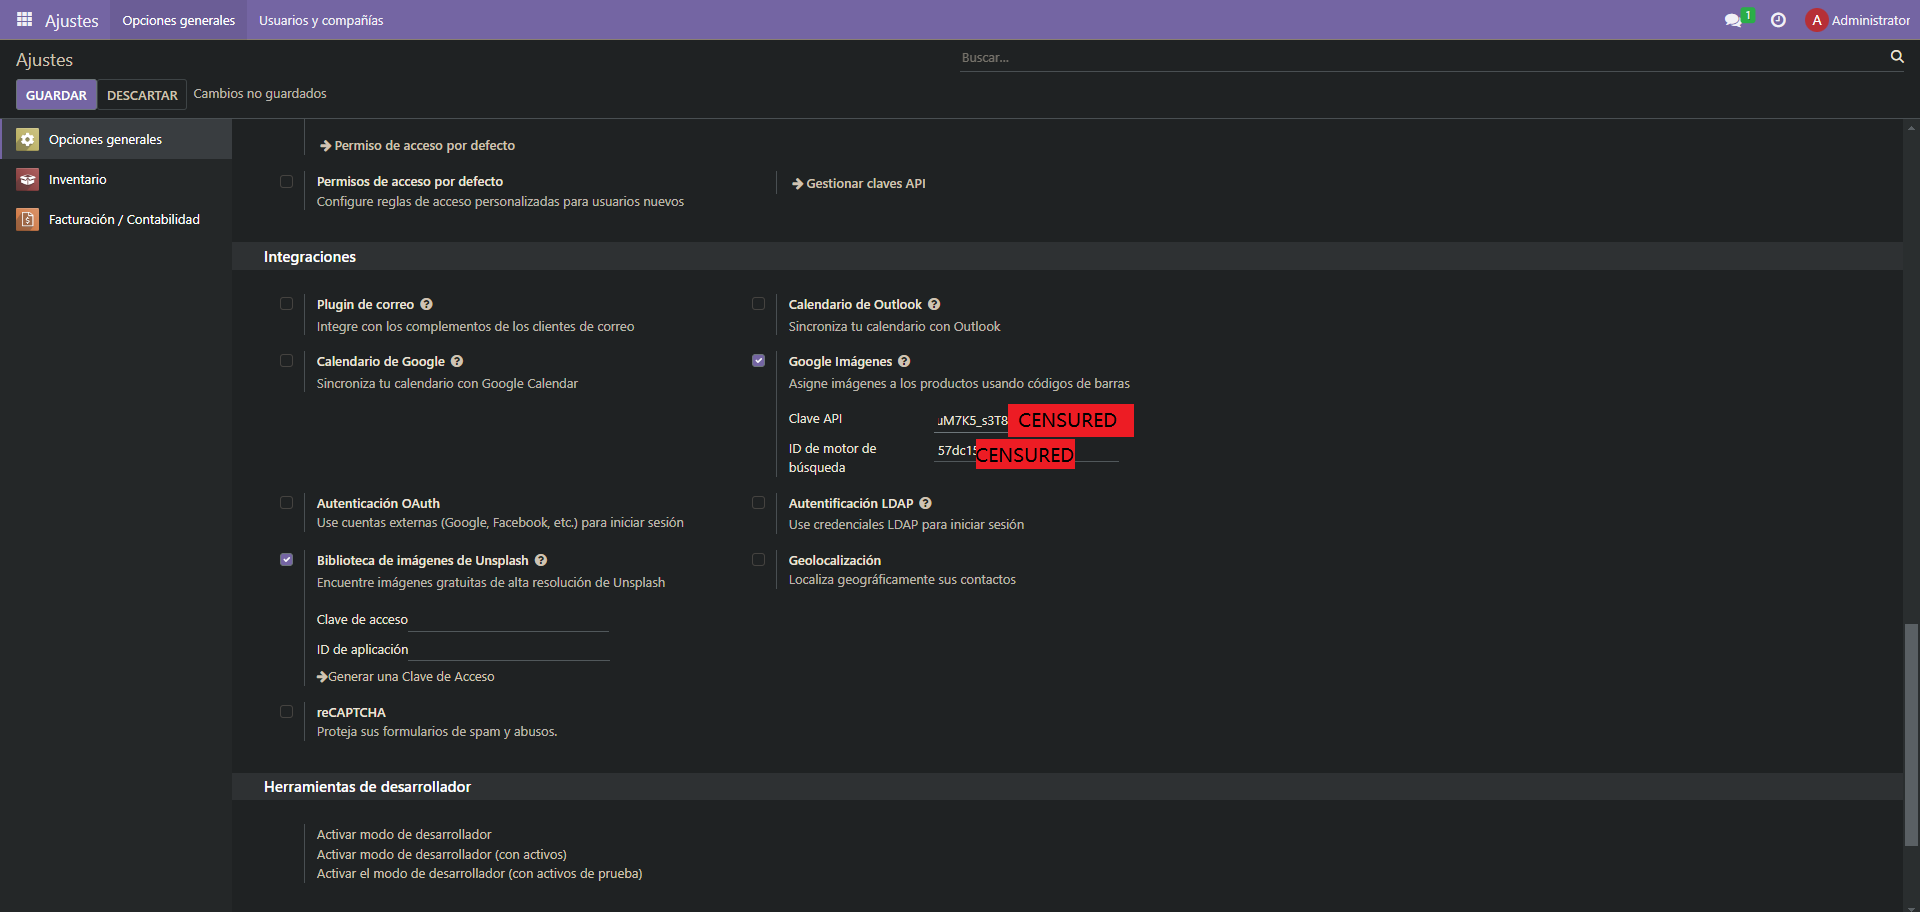 Ajustes
Opciones generales
Usuarios y compañías
1
A
Administrator
Ajustes
Buscar...
GUARDAR
DESCARTAR
Cambios no guardados
Opciones generales
Inventario
Facturación / Contabilidad
Permiso de acceso por defecto
Permisos de acceso por defecto
Configure reglas de acceso personalizadas para usuarios nuevos
Gestionar claves API
Integraciones
Plugin de correo
Integre con los complementos de los clientes de correo
Calendario de Outlook
Sincroniza tu calendario con Outlook
Calendario de Google
Sincroniza tu calendario con Google Calendar
Google Imágenes
Asigne imágenes a los productos usando códigos de barras
Clave API
uM7K5_s3T8
CENSURED
ID de motor de
búsqueda
57dc15
CENSURED
Autenticación OAuth
Use cuentas externas (Google, Facebook, etc.) para iniciar sesión
Autentificación LDAP
Use credenciales LDAP para iniciar sesión
Biblioteca de imágenes de Unsplash
Encuentre imágenes gratuitas de alta resolución de Unsplash
Clave de acceso
ID de aplicación
Generar una Clave de Acceso
Geolocalización
Localiza geográficamente sus contactos
reCAPTCHA
Proteja sus formularios de spam y abusos.
Herramientas de desarrollador
Activar modo de desarrollador
Activar modo de desarrollador (con activos)
Activar el modo de desarrollador (con activos de prueba)